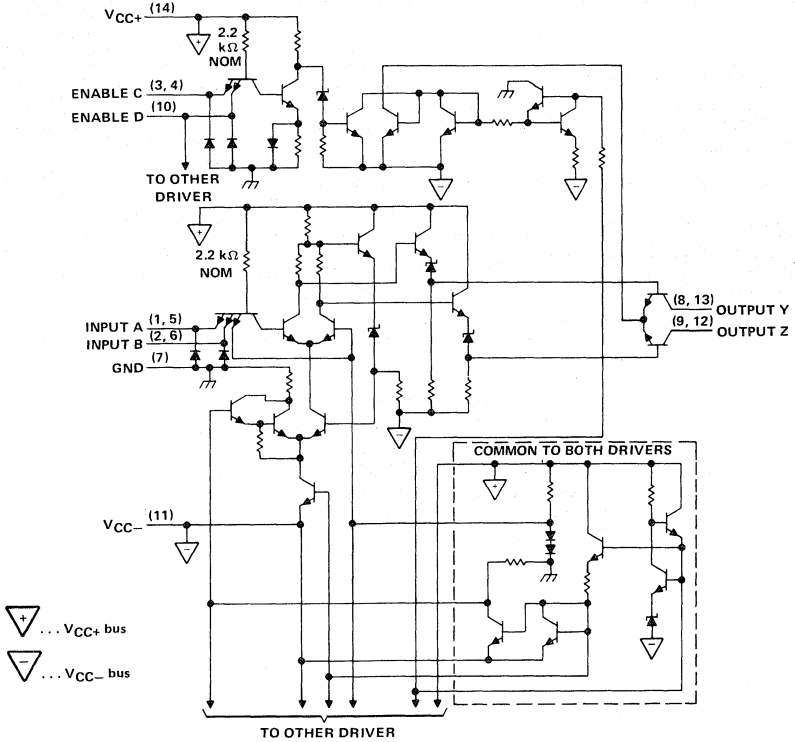 VCC+ (14)
2.2
kΩ
NOM
ENABLE C (3, 4)
ENABLE D (10)
TO OTHER
DRIVER
2.2 kΩ
NOM
INPUT A (1, 5)
INPUT B (2, 6)
GND (7)
(8, 13) OUTPUT Y
(9, 12) OUTPUT Z
COMMON TO BOTH DRIVERS
VCC− (11)
+ ... VCC+ bus
− ... VCC− bus
TO OTHER DRIVER